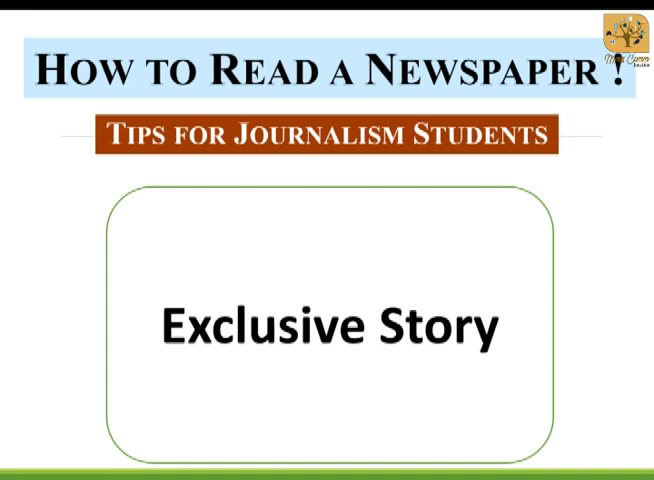 HOW TO READ A NEWSPAPER !
TIPS FOR JOURNALISM STUDENTS
Exclusive Story